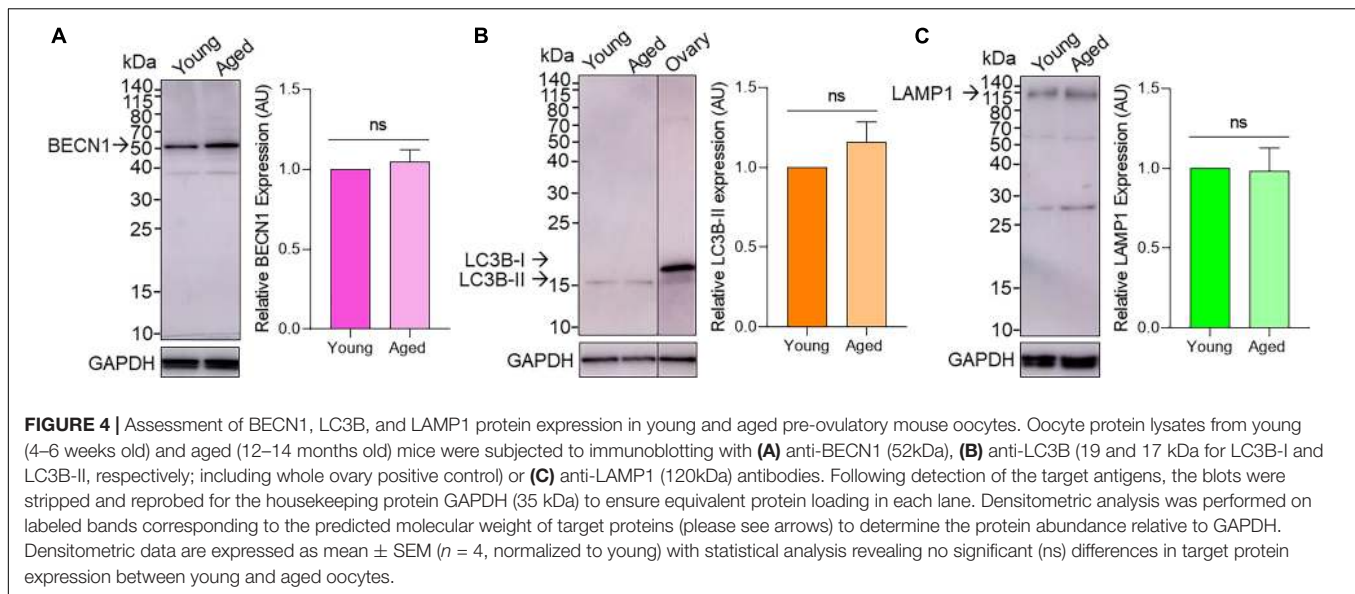 A
kDa
Young
Aged
140
115
70
50
40
30
25
15
10
BECN1→
GAPDH
Relative BECN1 Expression (AU)
1.5
1.0
0.5
0.0
ns
Young
Aged
B
kDa
Young
Aged
Ovary
140
115
70
50
40
30
25
15
10
LC3B-I →
LC3B-II →
GAPDH
Relative LC3B-II expression (AU)
1.5
1.0
0.5
0.0
ns
Young
Aged
C
kDa
Young
Aged
LAMP1 →
140
115
80
70
50
40
30
25
15
10
GAPDH
Relative LAMP1 Expression (AU)
1.5
1.0
0.5
0.0
ns
Young
Aged
FIGURE 4 | Assessment of BECN1, LC3B, and LAMP1 protein expression in young and aged pre-ovulatory mouse oocytes. Oocyte protein lysates from young
(4–6 weeks old) and aged (12–14 months old) mice were subjected to immunoblotting with (A) anti-BECN1 (52kDa), (B) anti-LC3B (19 and 17 kDa for LC3B-I and
LC3B-II, respectively; including whole ovary positive control) or (C) anti-LAMP1 (120kDa) antibodies. Following detection of the target antigens, the blots were
stripped and reprobed for the housekeeping protein GAPDH (35 kDa) to ensure equivalent protein loading in each lane. Densitometric analysis was performed on
labeled bands corresponding to the predicted molecular weight of target proteins (please see arrows) to determine the protein abundance relative to GAPDH.
Densitometric data are expressed as mean ± SEM (n = 4, normalized to young) with statistical analysis revealing no significant (ns) differences in target protein
expression between young and aged oocytes.